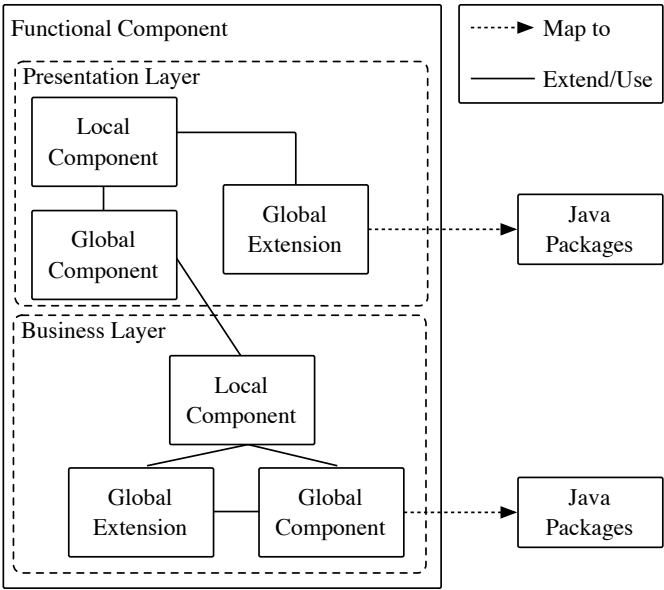 Functional Component
Map to
Extend/Use
Presentation Layer
Local
Component
Global
Component
Global
Extension
Java
Packages
Business Layer
Local
Component
Global
Extension
Global
Component
Java
Packages